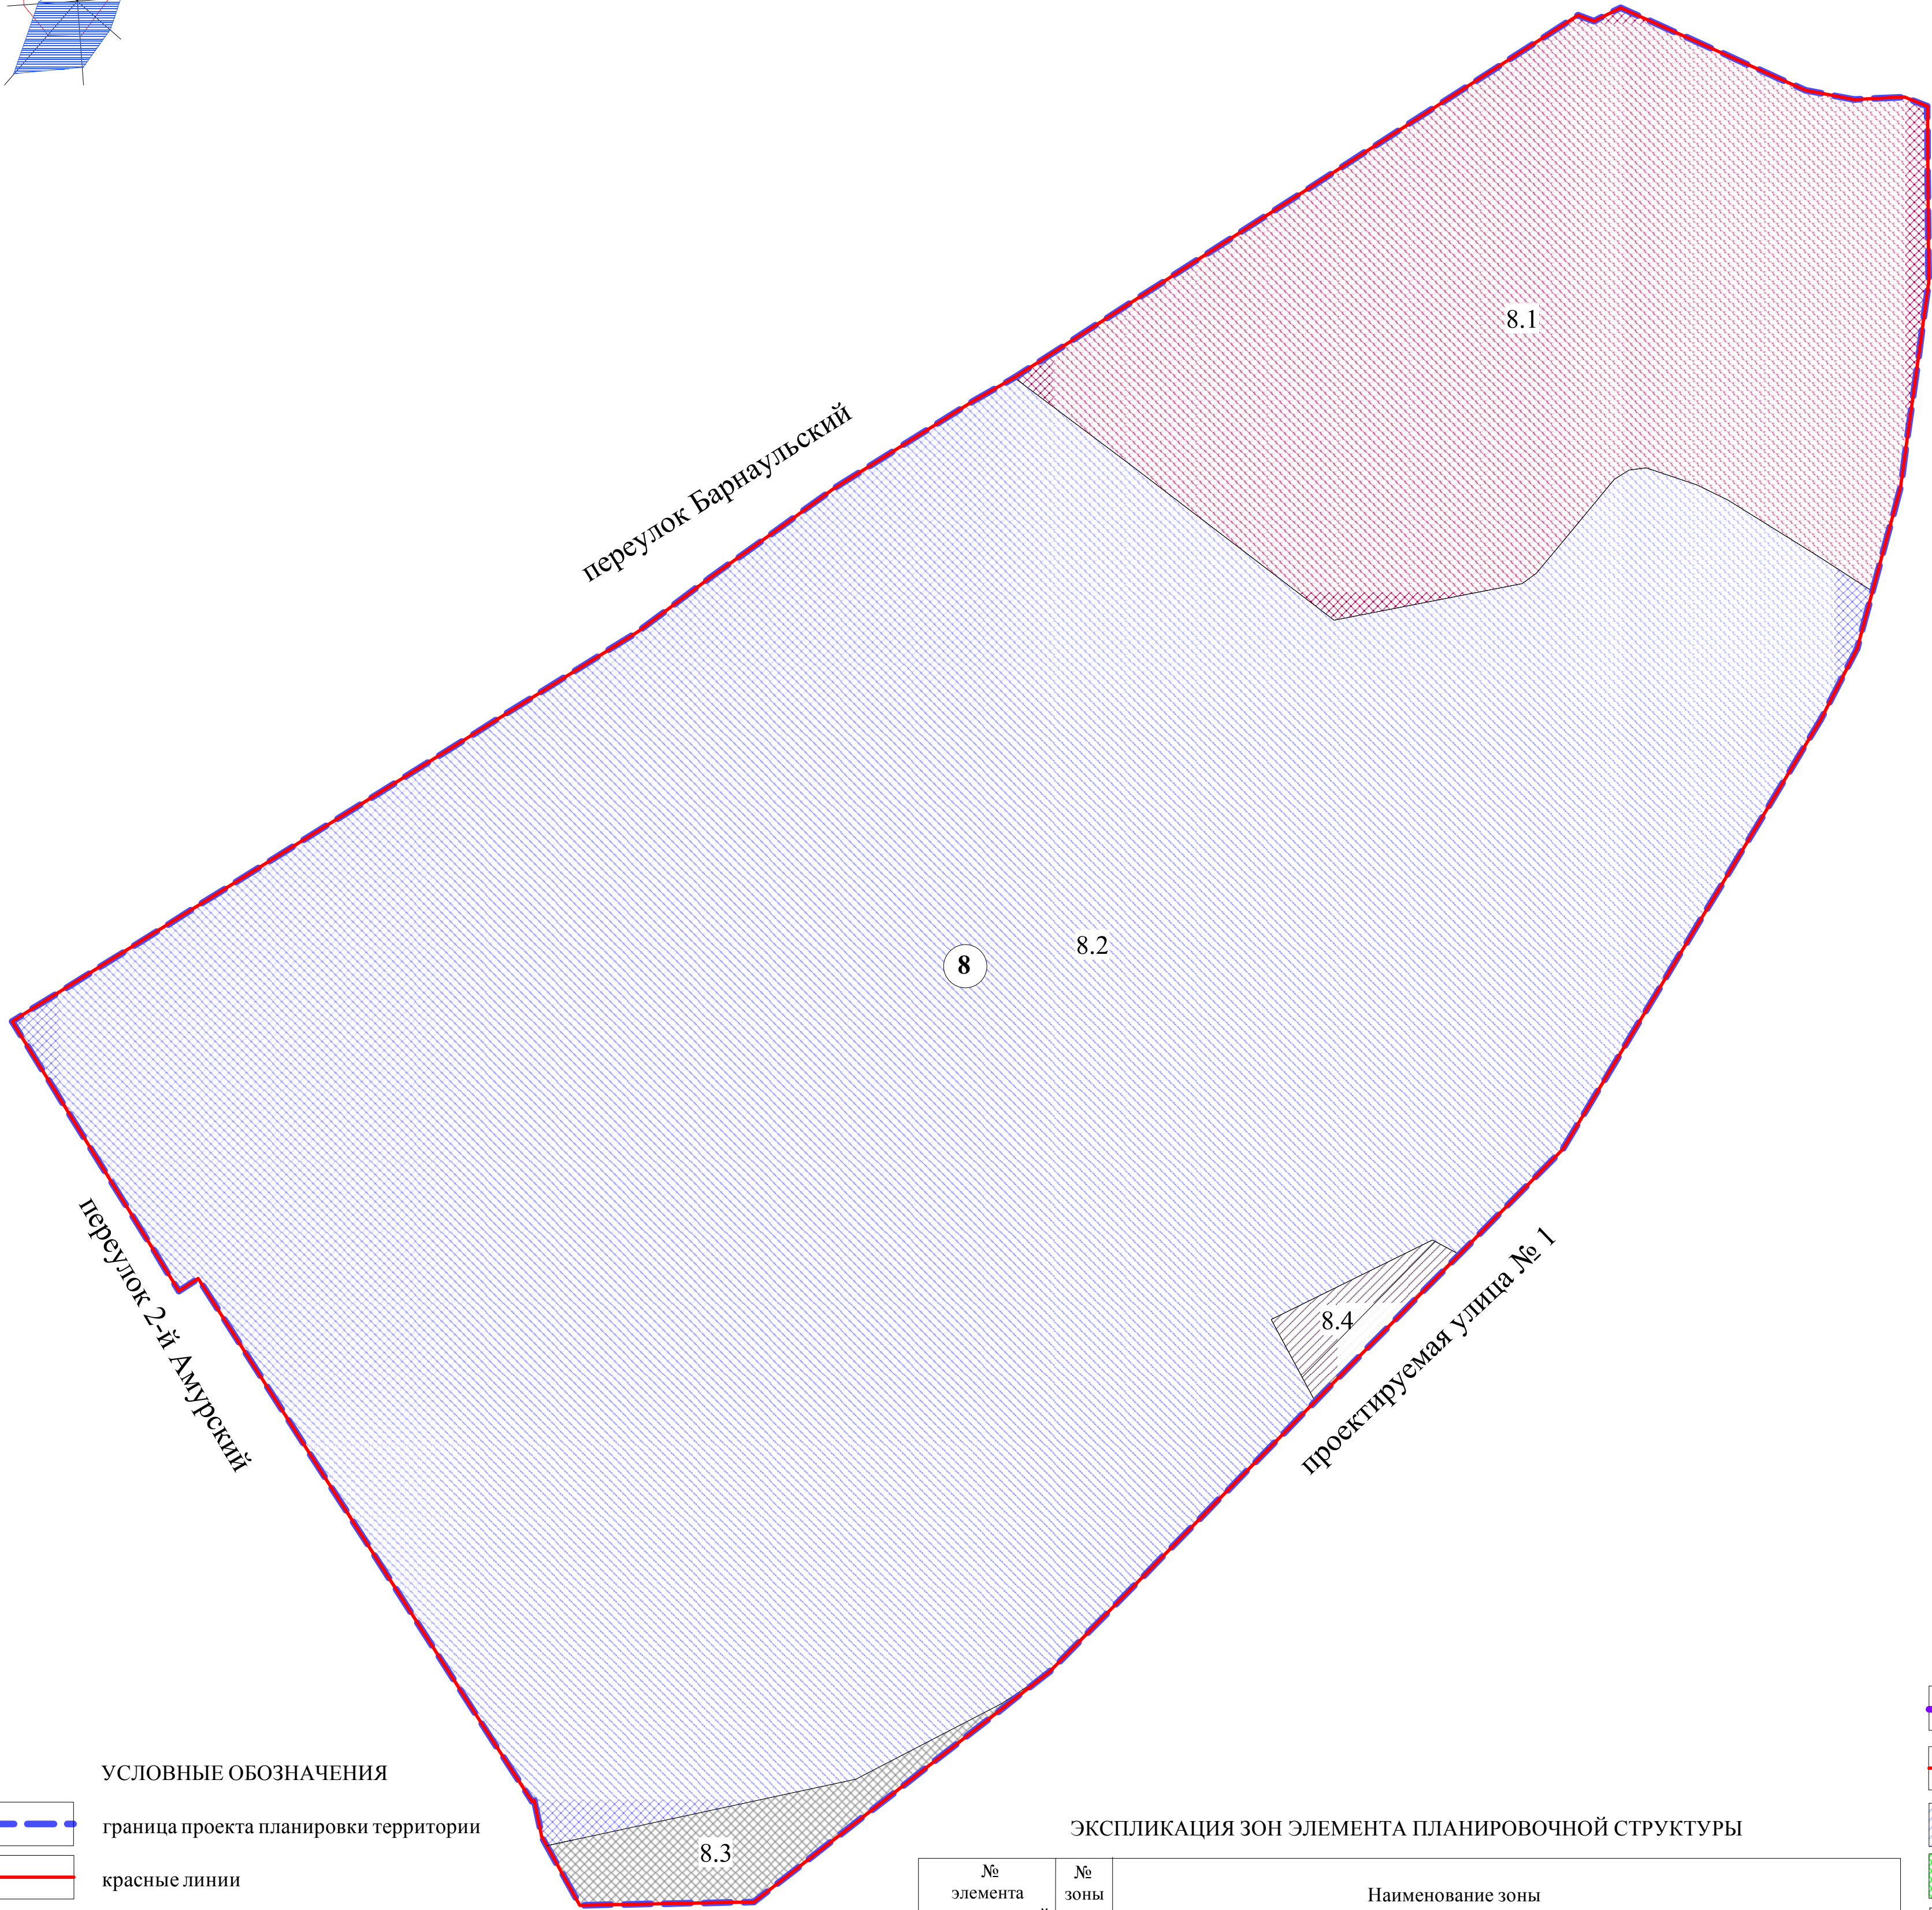 8.1
переулок Барнаульский
8.2
8
переулок 2-й Амурский
8.4
проектируемая улица № 1
8.3
УСЛОВНЫЕ ОБОЗНАЧЕНИЯ
граница проекта планировки территории
красные линии
ЭКСПЛИКАЦИЯ ЗОН ЭЛЕМЕНТА ПЛАНИРОВОЧНОЙ СТРУКТУРЫ
№ элемента
№ зоны
Наименование зоны